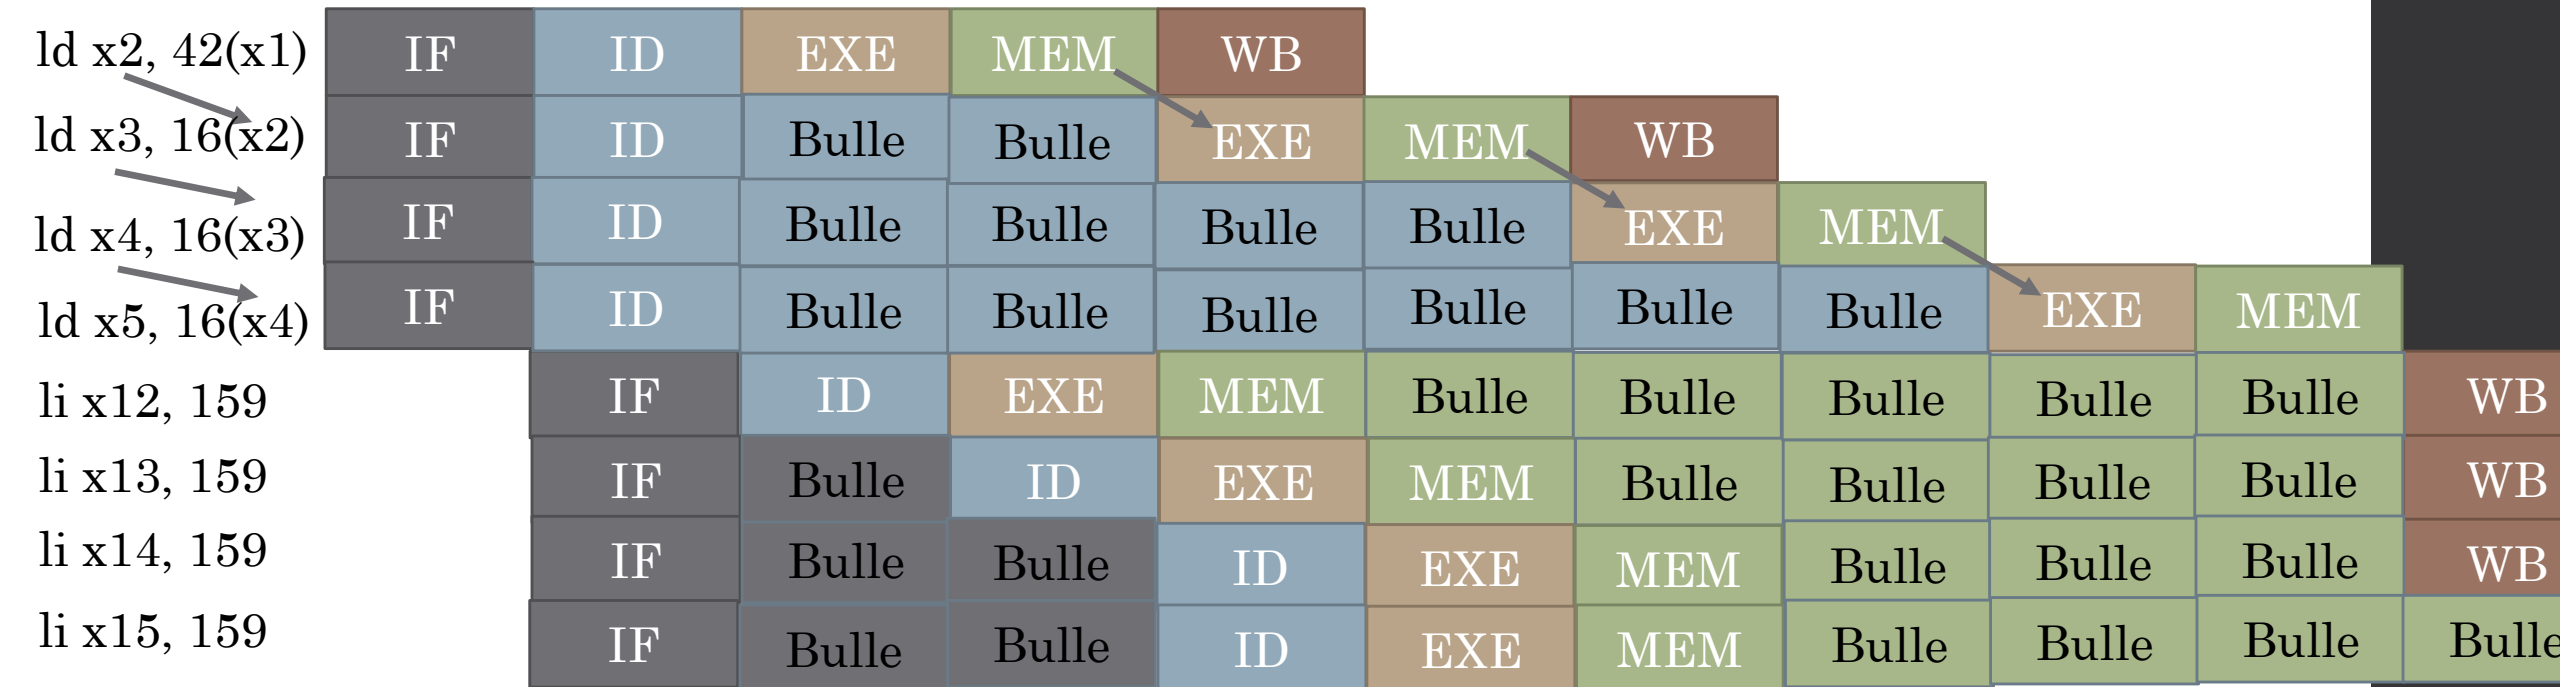 ld x2, 42(x1) IF ID EXE MEM WB
ld x3, 16(x2) IF ID Bulle Bulle EXE MEM WB
ld x4, 16(x3) IF ID Bulle Bulle Bulle Bulle EXE MEM
ld x5, 16(x4) IF ID Bulle Bulle Bulle Bulle Bulle Bulle EXE MEM
li x12, 159 IF ID EXE MEM Bulle Bulle Bulle Bulle Bulle WB
li x13, 159 IF Bulle ID EXE MEM Bulle Bulle Bulle Bulle WB
li x14, 159 IF Bulle Bulle ID EXE MEM Bulle Bulle Bulle WB
li x15, 159 IF Bulle Bulle ID EXE MEM Bulle Bulle Bulle Bulle